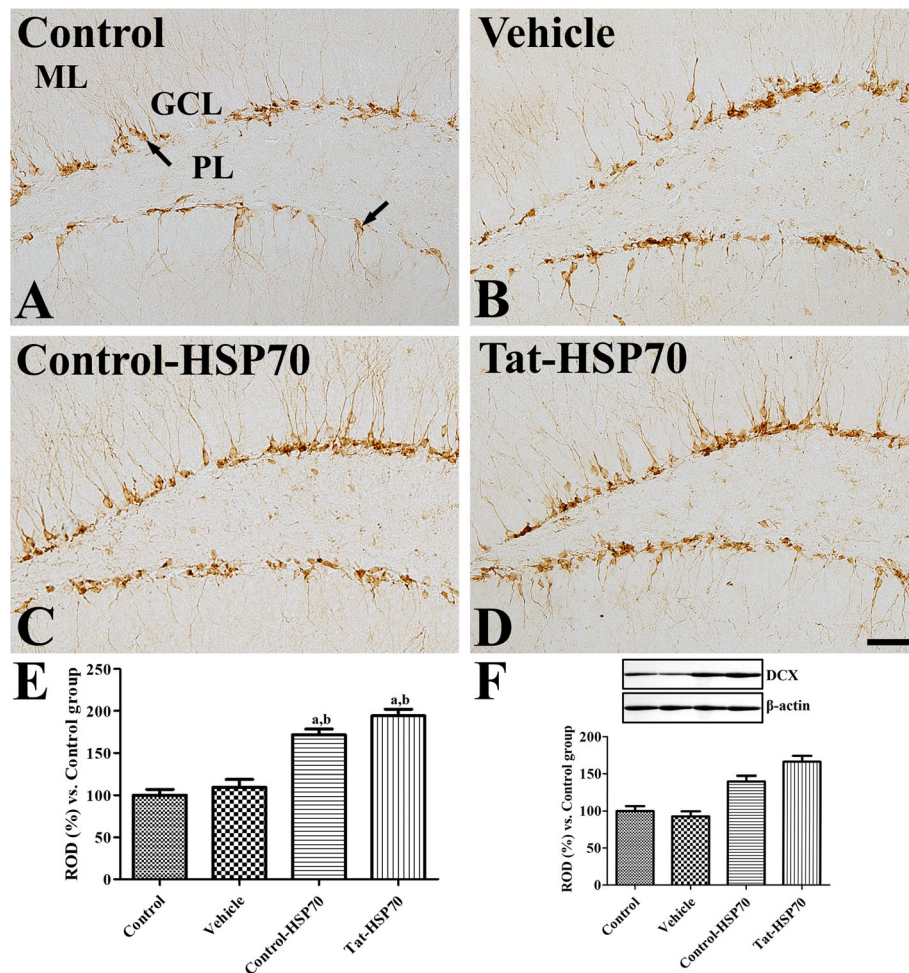 Control
ML
GCL
PL
A
Vehicle
B
Control-HSP70
C
Tat-HSP70
D
E
ROD (%) vs. Control group
250
200
150
100
50
0
a,b
a,b
Control
Vehicle
Control-HSP70
Tat-HSP70
F
DCX
β-actin
ROD (%) vs. Control group
200
150
100
50
0
Control
Vehicle
Control-HSP70
Tat-HSP70